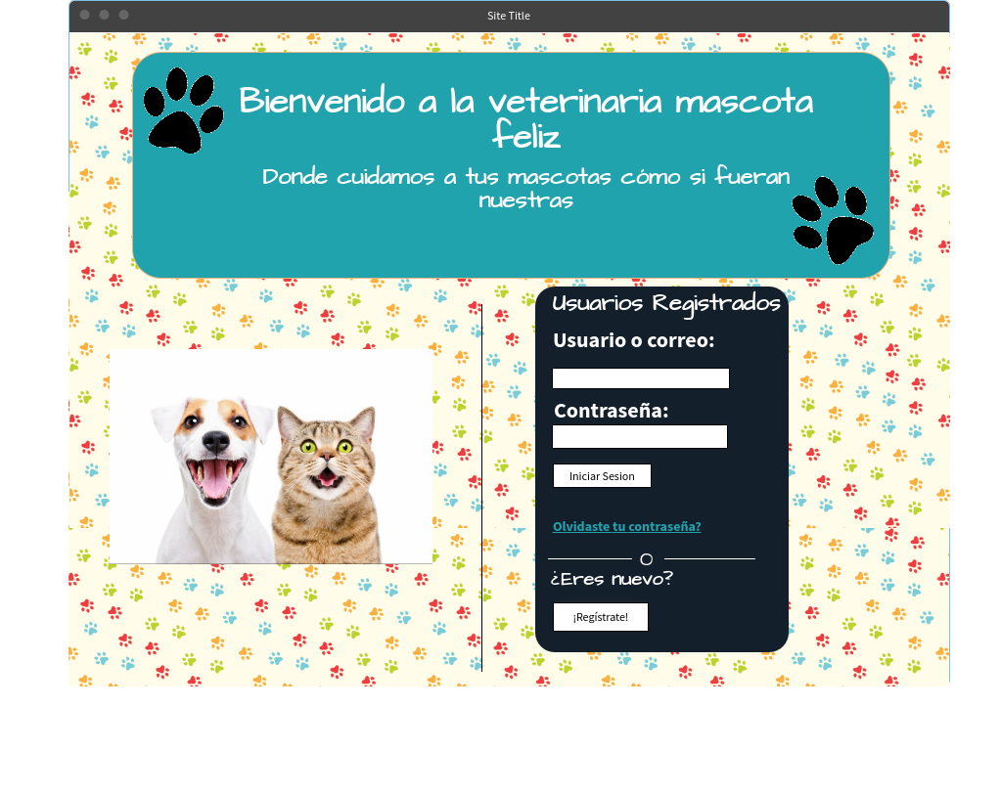 Site Title
Bienvenido a la veterinaria mascota
feliz
Donde cuidamos a tus mascotas cómo si fueran
nuestras
Usuarios Registrados
Usuario o correo:
Contraseña:
Iniciar Sesion
Olvidaste tu contraseña?
O
¿Eres nuevo?
¡Regístrate!